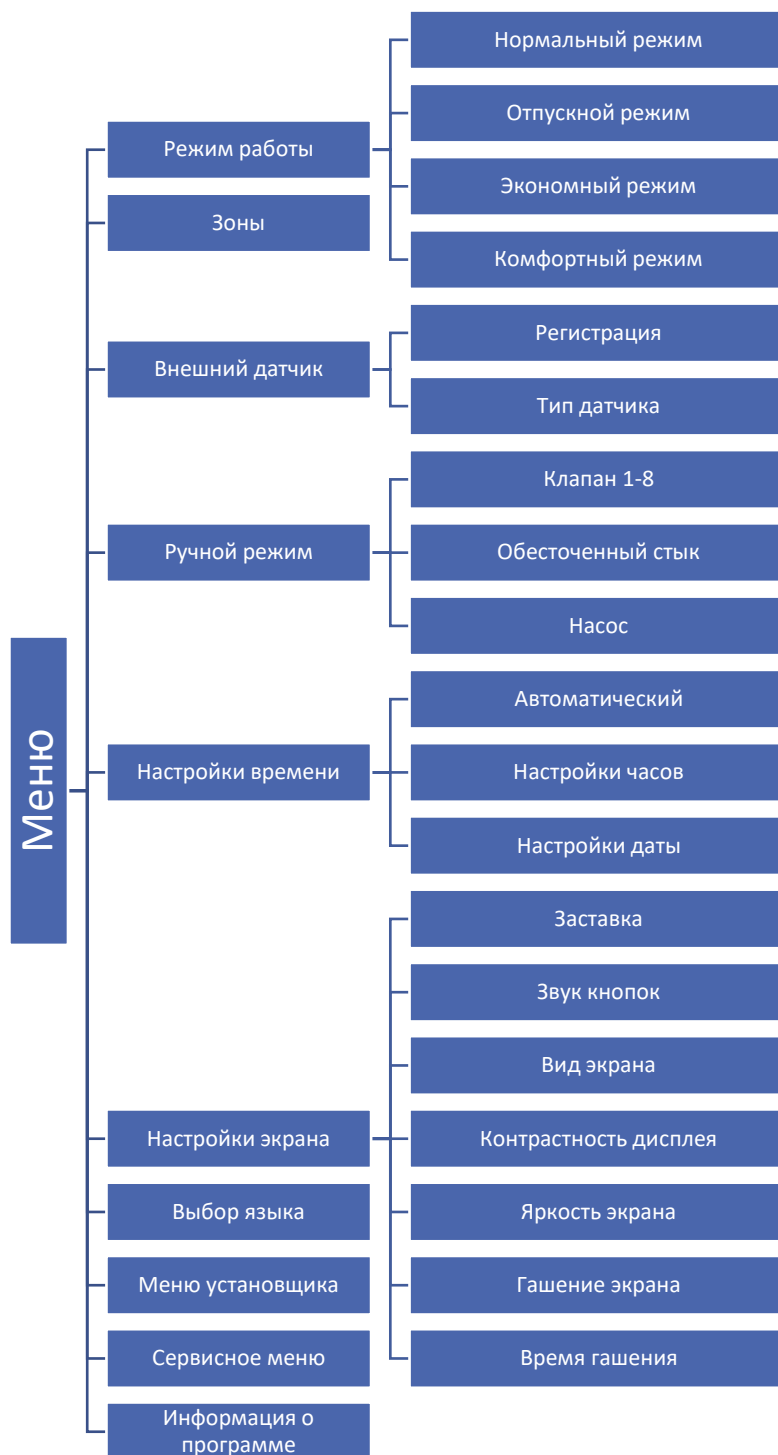 Меню
Режим работы
Нормальный режим
Отпускной режим
Экономный режим
Комфортный режим
Зоны
Внешний датчик
Регистрация
Тип датчика
Ручной режим
Клапан 1-8
Обесточенный стык
Насос
Настройки времени
Автоматический
Настройки часов
Настройки даты
Настройки экрана
Заставка
Звук кнопок
Вид экрана
Контрастность дисплея
Яркость экрана
Гашение экрана
Время гашения
Выбор языка
Меню установщика
Сервисное меню
Информация о
программе